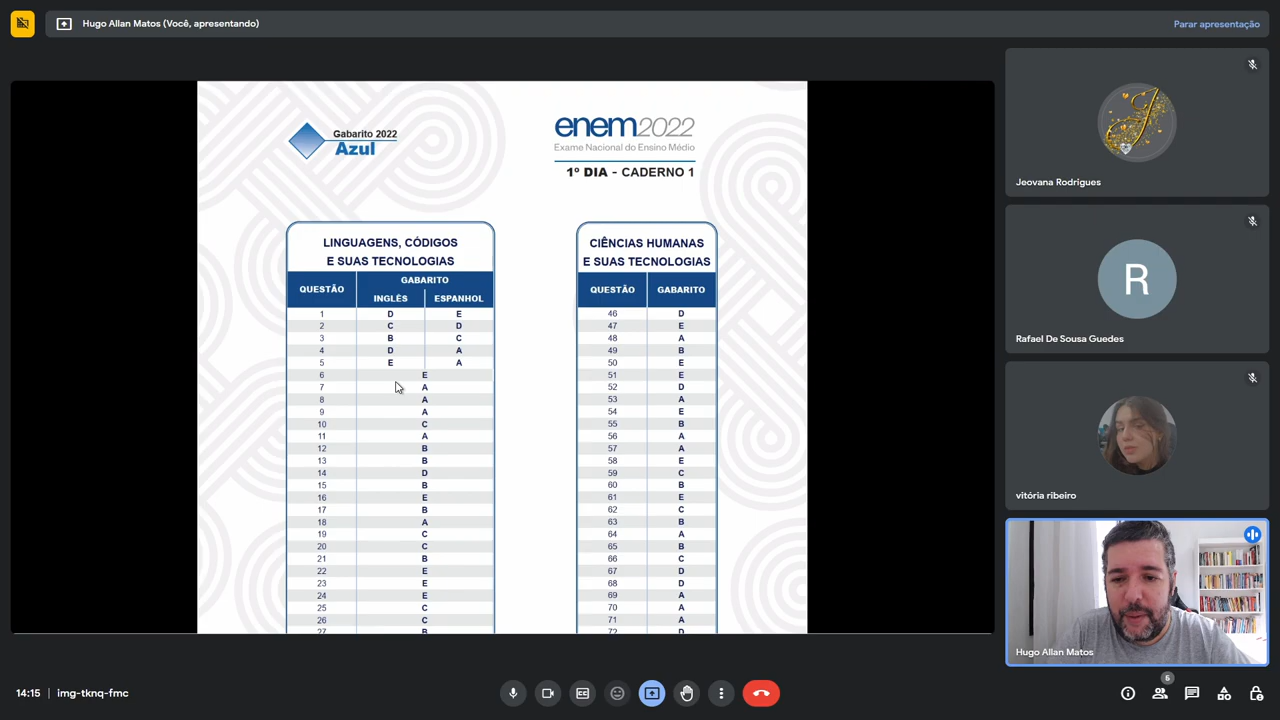 Hugo Allan Matos (Você, apresentando)
Parar apresentação
Gabarito 2022
Azul
enem2022
Exame Nacional do Ensino Médio
1º DIA - CADERNO 1
LINGUAGENS, CÓDIGOS
E SUAS TECNOLOGIAS
QUESTÃO GABARITO
INGLÊS ESPANHOL
1 D E
2 C D
3 B C
4 D A
5 E A
6 E
7 A
8 A
9 A
10 C
11 A
12 B
13 B
14 D
15 B
16 E
17 B
18 A
19 C
20 C
21 B
22 E
23 E
24 E
25 C
26 C
27 B
CIÊNCIAS HUMANAS
E SUAS TECNOLOGIAS
QUESTÃO GABARITO
46 D
47 E
48 A
49 B
50 E
51 E
52 D
53 A
54 E
55 B
56 A
57 A
58 E
59 C
60 B
61 E
62 C
63 B
64 A
65 B
66 C
67 D
68 D
69 A
70 A
71 A
72 D
Jeovana Rodrigues
R
Rafael De Sousa Guedes
vitória ribeiro
Hugo Allan Matos
14:15 | img-tknq-fmc
6